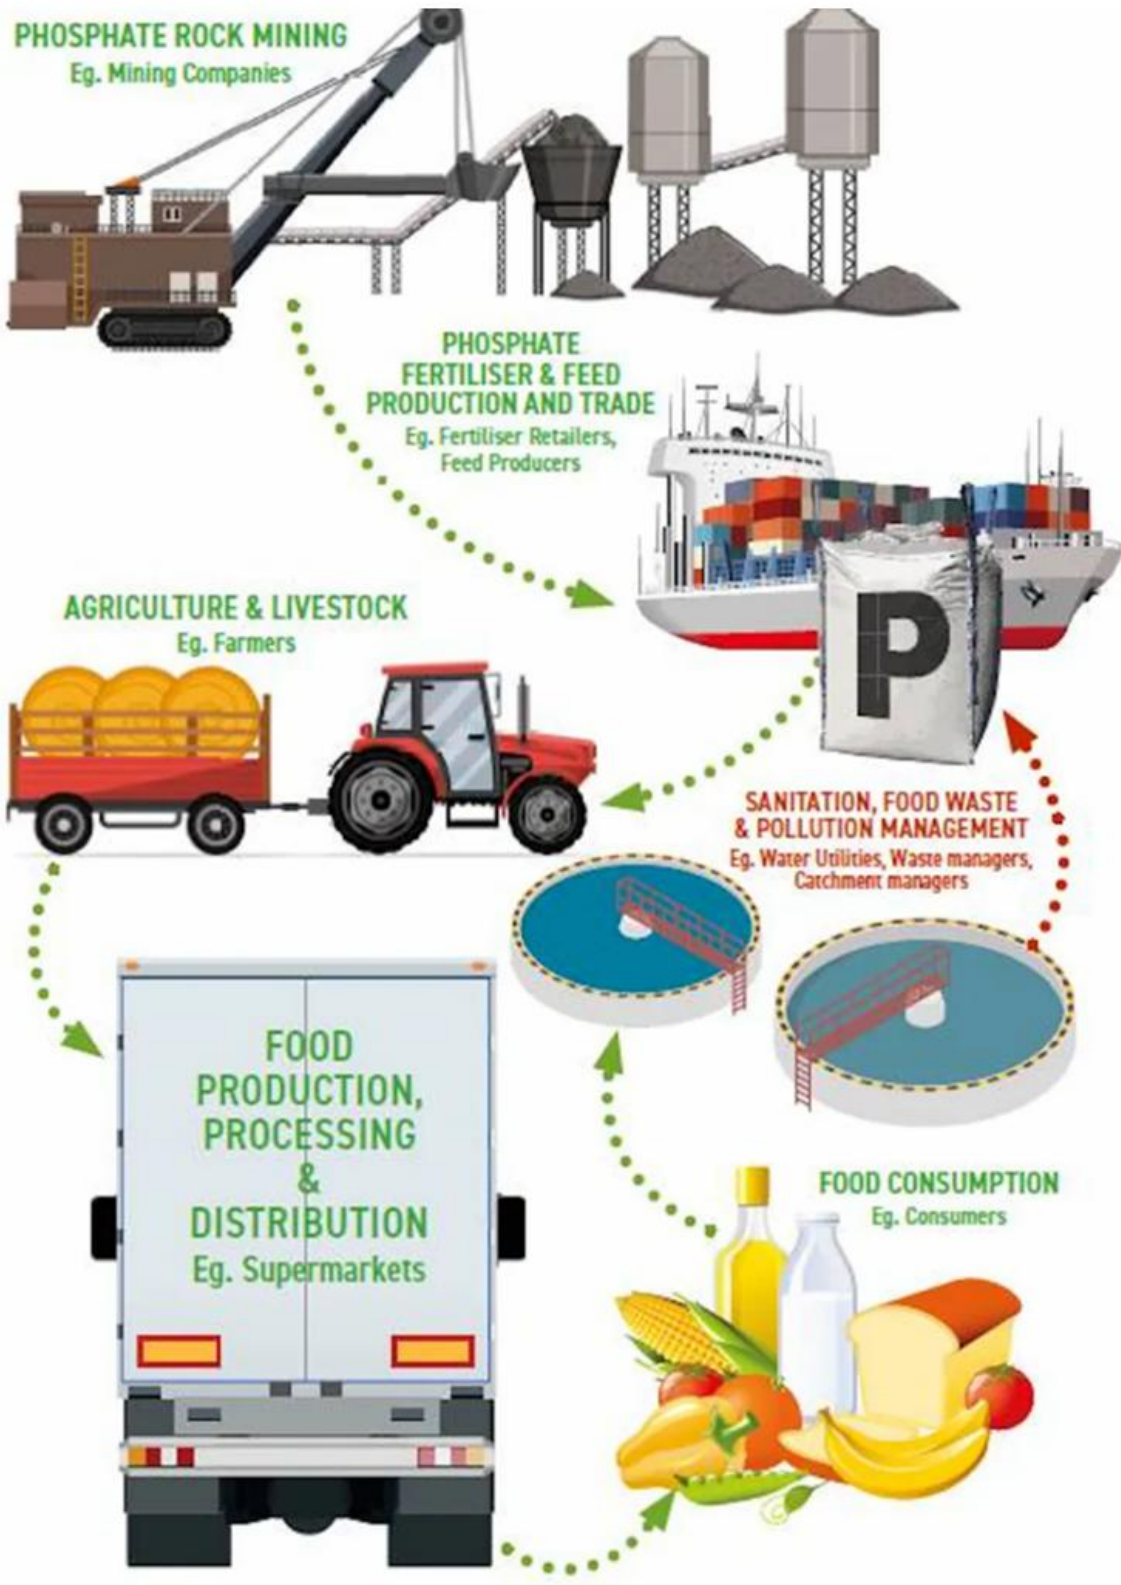 PHOSPHATE ROCK MINING
Eg. Mining Companies
PHOSPHATE
FERTILISER & FEED
PRODUCTION AND TRADE
Eg. Fertiliser Retailers,
Feed Producers
P
AGRICULTURE & LIVESTOCK
Eg. Farmers
SANITATION, FOOD WASTE
& POLLUTION MANAGEMENT
Eg. Water Utilities, Waste managers,
Catchment managers
FOOD
PRODUCTION,
PROCESSING
&
DISTRIBUTION
Eg. Supermarkets
FOOD CONSUMPTION
Eg. Consumers